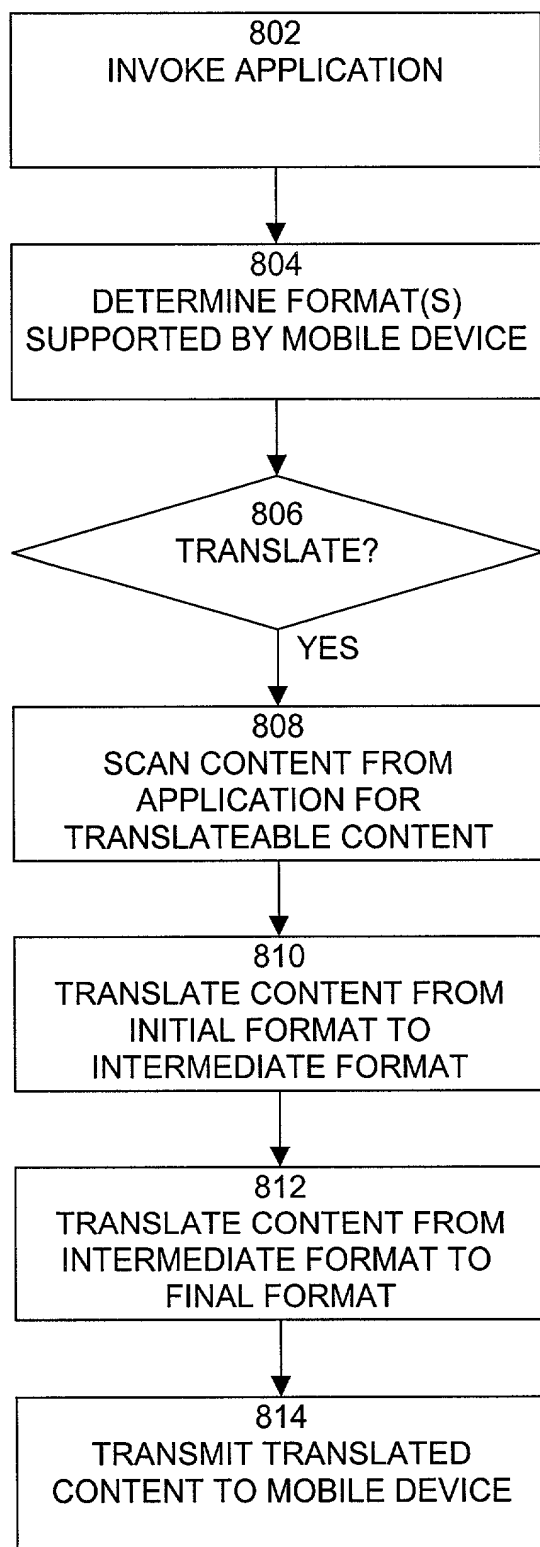 802
INVOKE APPLICATION
804
DETERMINE FORMAT(S)
SUPPORTED BY MOBILE DEVICE
806
TRANSLATE?
YES
808
SCAN CONTENT FROM
APPLICATION FOR
TRANSLATEABLE CONTENT
810
TRANSLATE CONTENT FROM
INITIAL FORMAT TO
INTERMEDIATE FORMAT
812
TRANSLATE CONTENT FROM
INTERMEDIATE FORMAT TO
FINAL FORMAT
814
TRANSMIT TRANSLATED
CONTENT TO MOBILE DEVICE